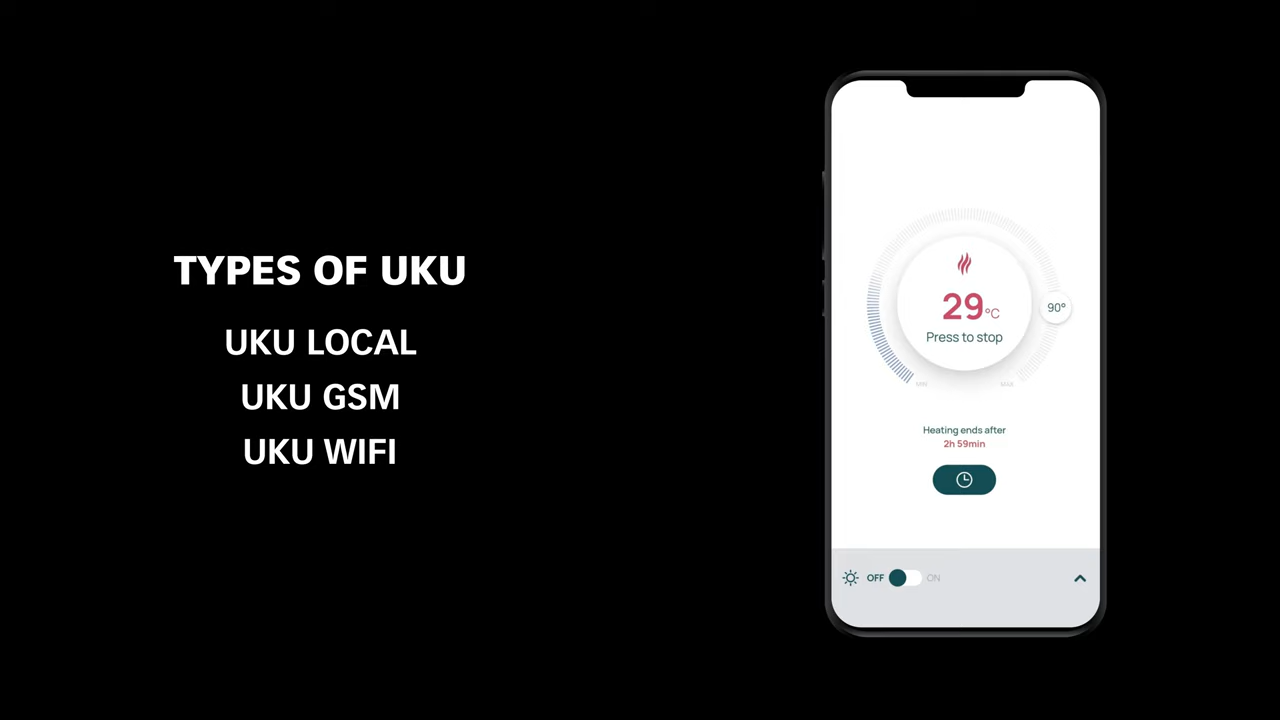 TYPES OF UKU
UKU LOCAL
UKU GSM
UKU WIFI
29°C
Press to stop
90°
MIN
MAX
Heating ends after
2h 59min
OFF
ON